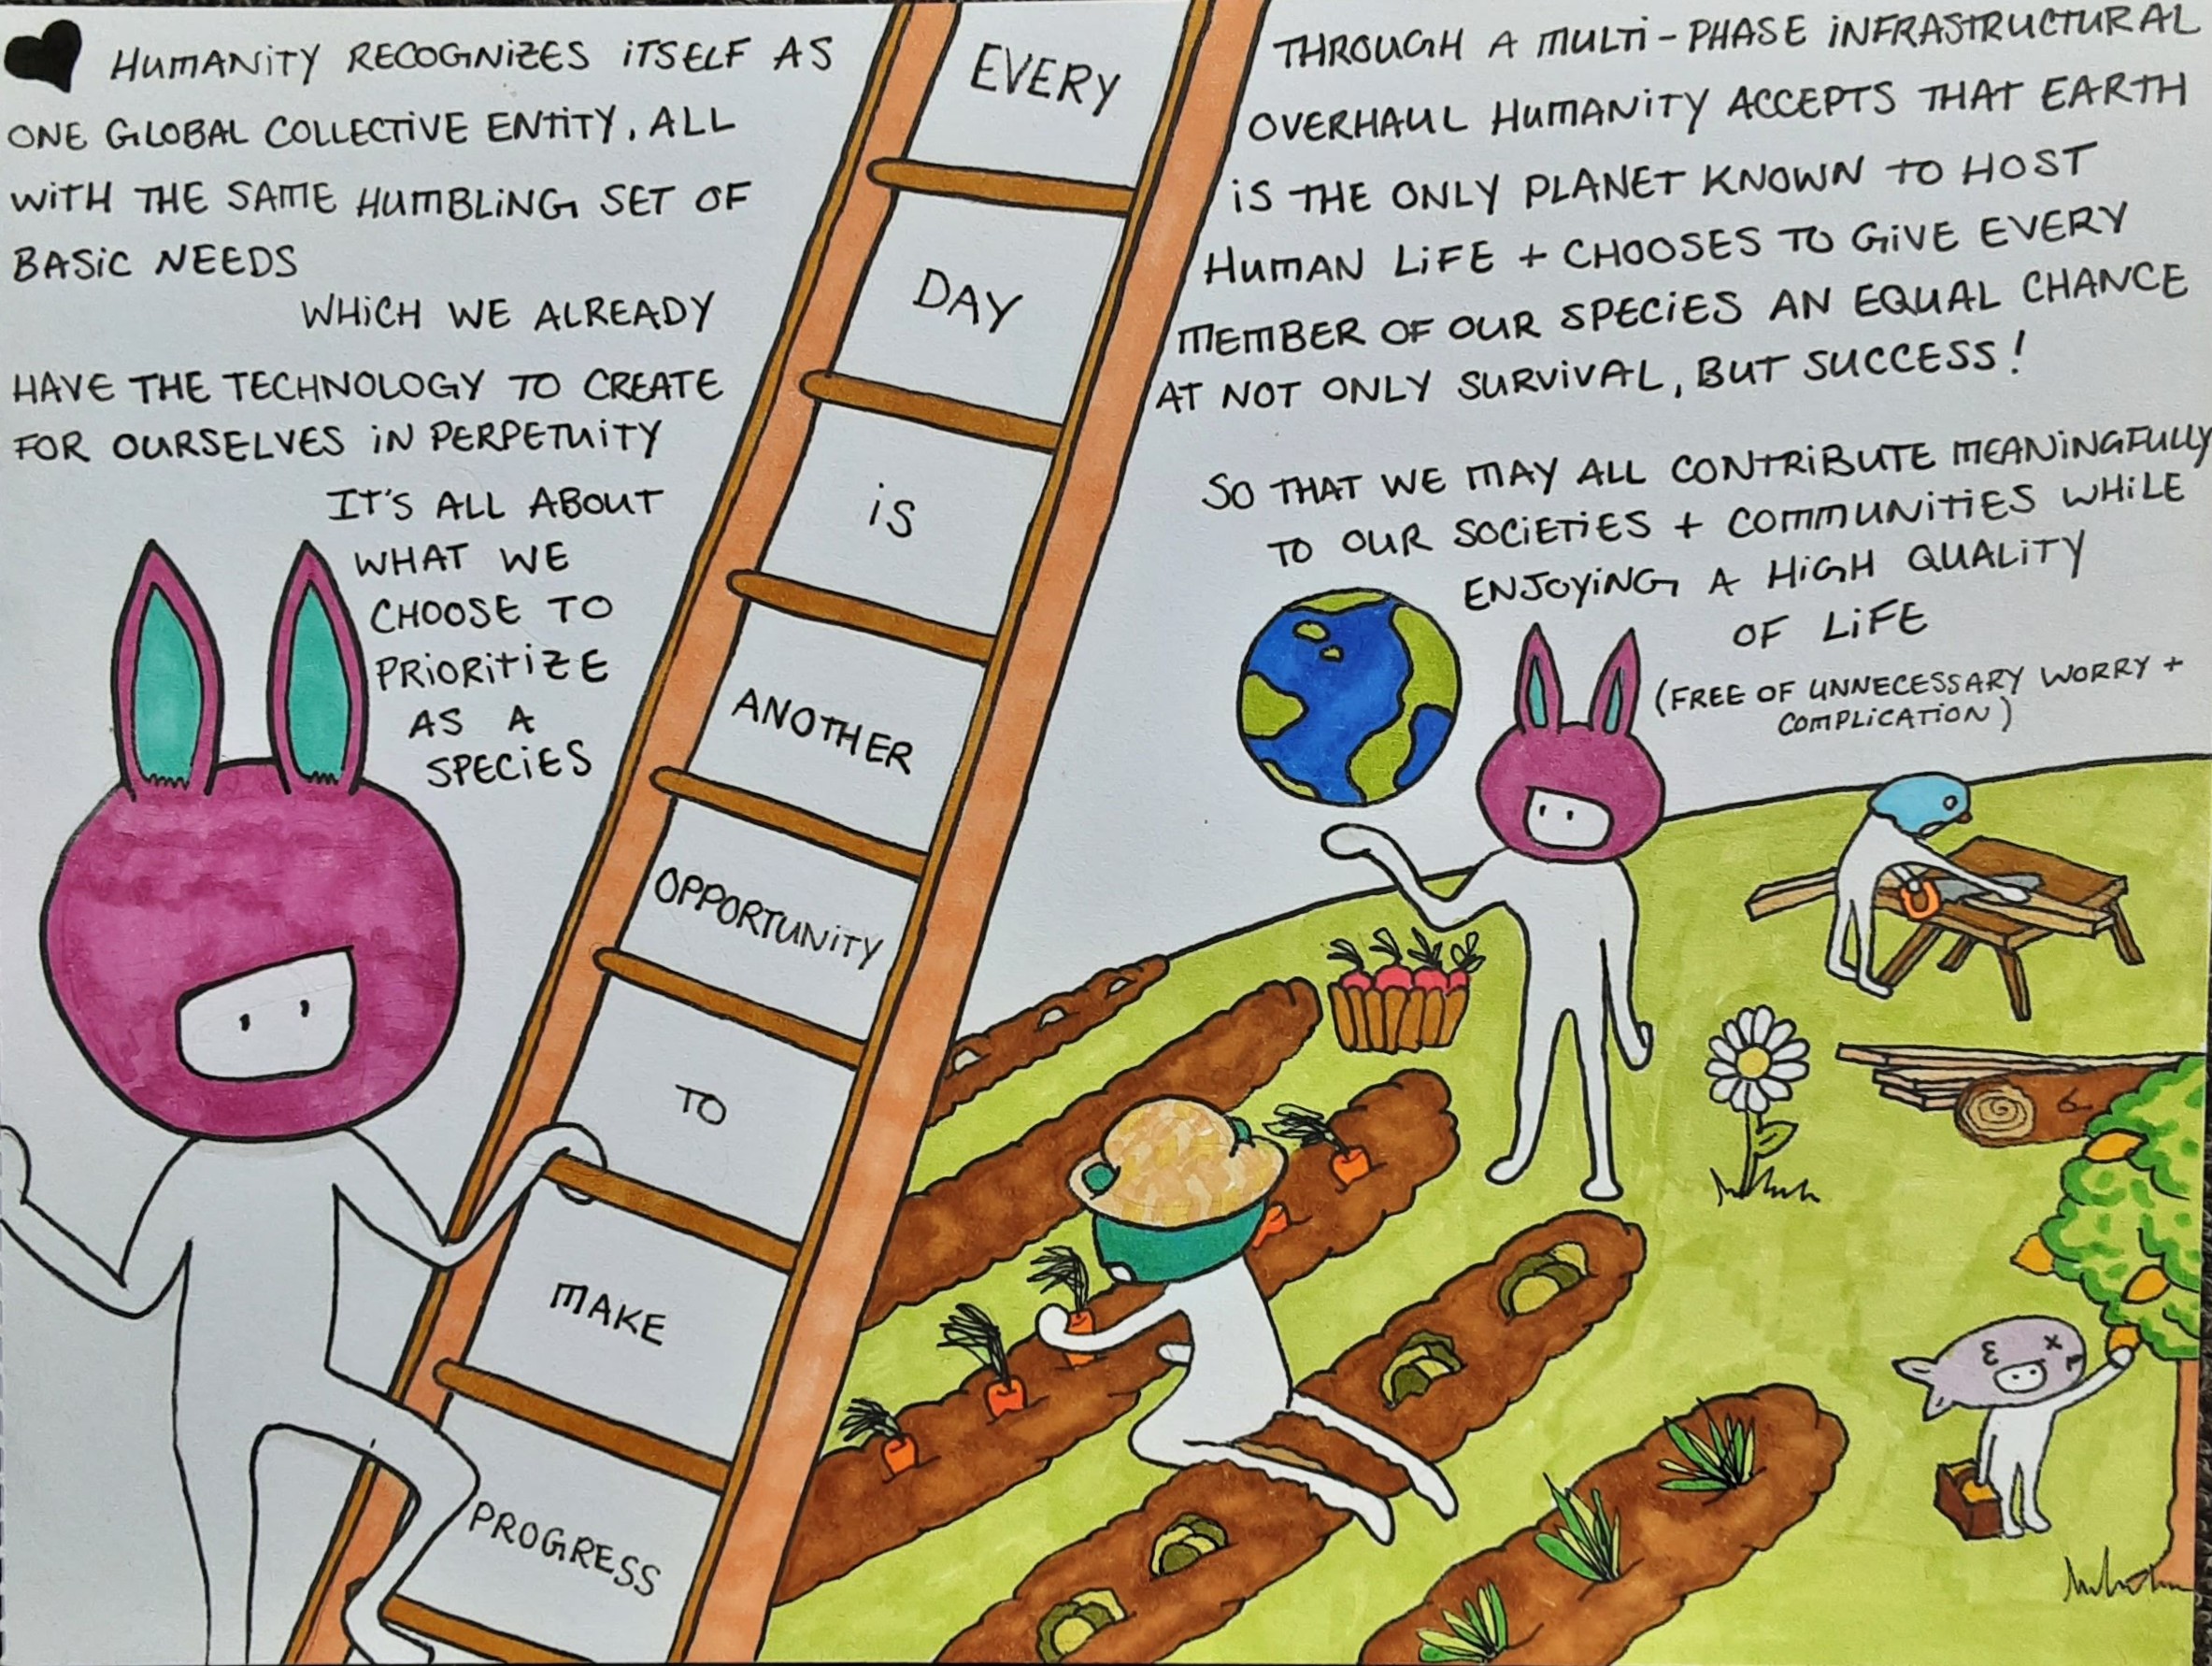 HUMANITY RECOGNIZES ITSELF AS
ONE GLOBAL COLLECTIVE ENTITY, ALL
WITH THE SAME HUMBLING SET OF
BASIC NEEDS
WHICH WE ALREADY
HAVE THE TECHNOLOGY TO CREATE
FOR OURSELVES IN PERPETUITY
IT'S ALL ABOUT
WHAT WE
CHOOSE TO
PRIORITIZE
AS A
SPECIES
EVERY
DAY
IS
ANOTHER
OPPORTUNITY
TO
MAKE
PROGRESS
THROUGH A MULTI-PHASE INFRASTRUCTURAL
OVERHAUL HUMANITY ACCEPTS THAT EARTH
IS THE ONLY PLANET KNOWN TO HOST
HUMAN LIFE + CHOOSES TO GIVE EVERY
MEMBER OF OUR SPECIES AN EQUAL CHANCE
AT NOT ONLY SURVIVAL, BUT SUCCESS!
SO THAT WE MAY ALL CONTRIBUTE MEANINGFULLY
TO OUR SOCIETIES + COMMUNITIES WHILE
ENJOYING A HIGH QUALITY
OF LIFE
(FREE OF UNNECESSARY WORRY +
COMPLICATION)